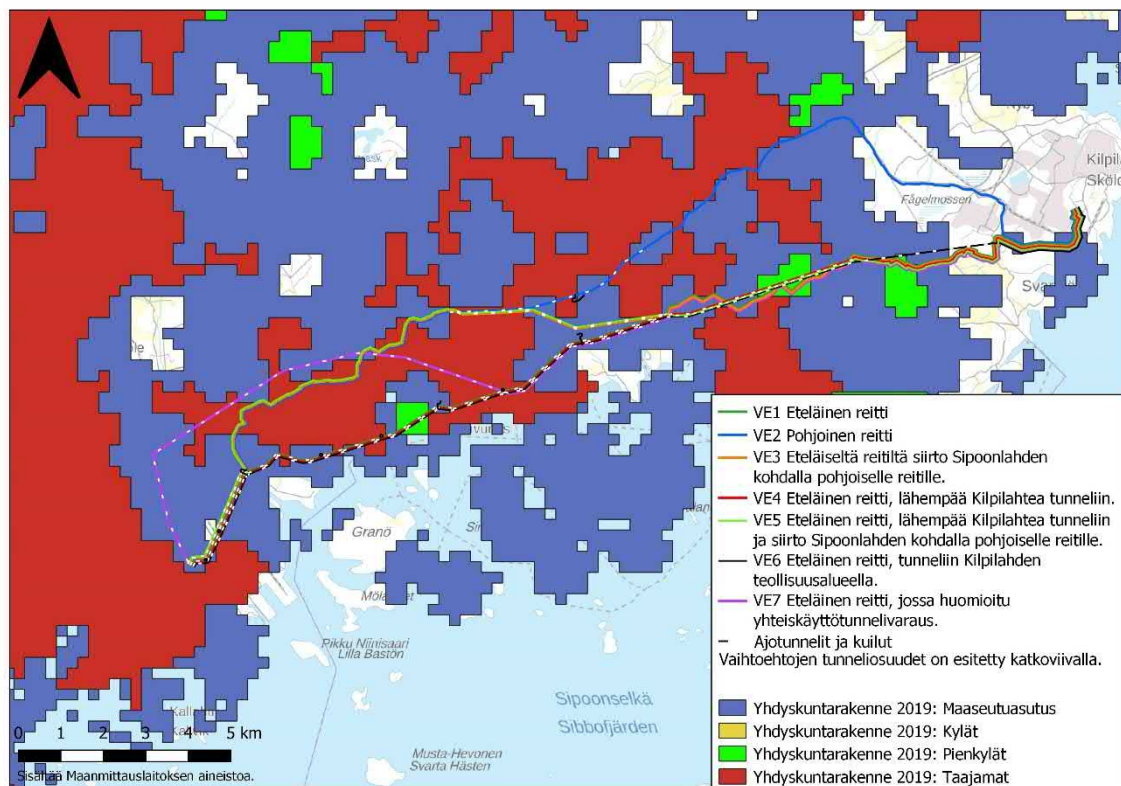 Kilpila
Sköld
Fågelmossen
Granö
Pikku Niinisaari
Lilla Bastön
Sipoonselkä
Sibbofjärden
Musta-Hevonen
Svarta Hästen
VE1 Eteläinen reitti
VE2 Pohjoinen reitti
VE3 Eteläiseltä reitiltä siirto Sipoonlahden
kohdalla pohjoiselle reitille.
VE4 Eteläinen reitti, lähempää Kilpilahtea tunneliin.
VE5 Eteläinen reitti, lähempää Kilpilahtea tunneliin
ja siirto Sipoonlahden kohdalla pohjoiselle reitille.
VE6 Eteläinen reitti, tunneliin Kilpilahden
teollisuusalueella.
VE7 Eteläinen reitti, jossa huomioitu
yhteiskäyttötunnelivaraus.
Ajotunnelit ja kuilut
Vaihtoehtojen tunneliosuudet on esitetty katkoviivalla.
Yhdyskuntarakenne 2019: Maaseutuasutus
Yhdyskuntarakenne 2019: Kylät
Yhdyskuntarakenne 2019: Pienkylät
Yhdyskuntarakenne 2019: Taajamat
0 1 2 3 4 5 km
Sisältää Maanmittauslaitoksen aineistoa.